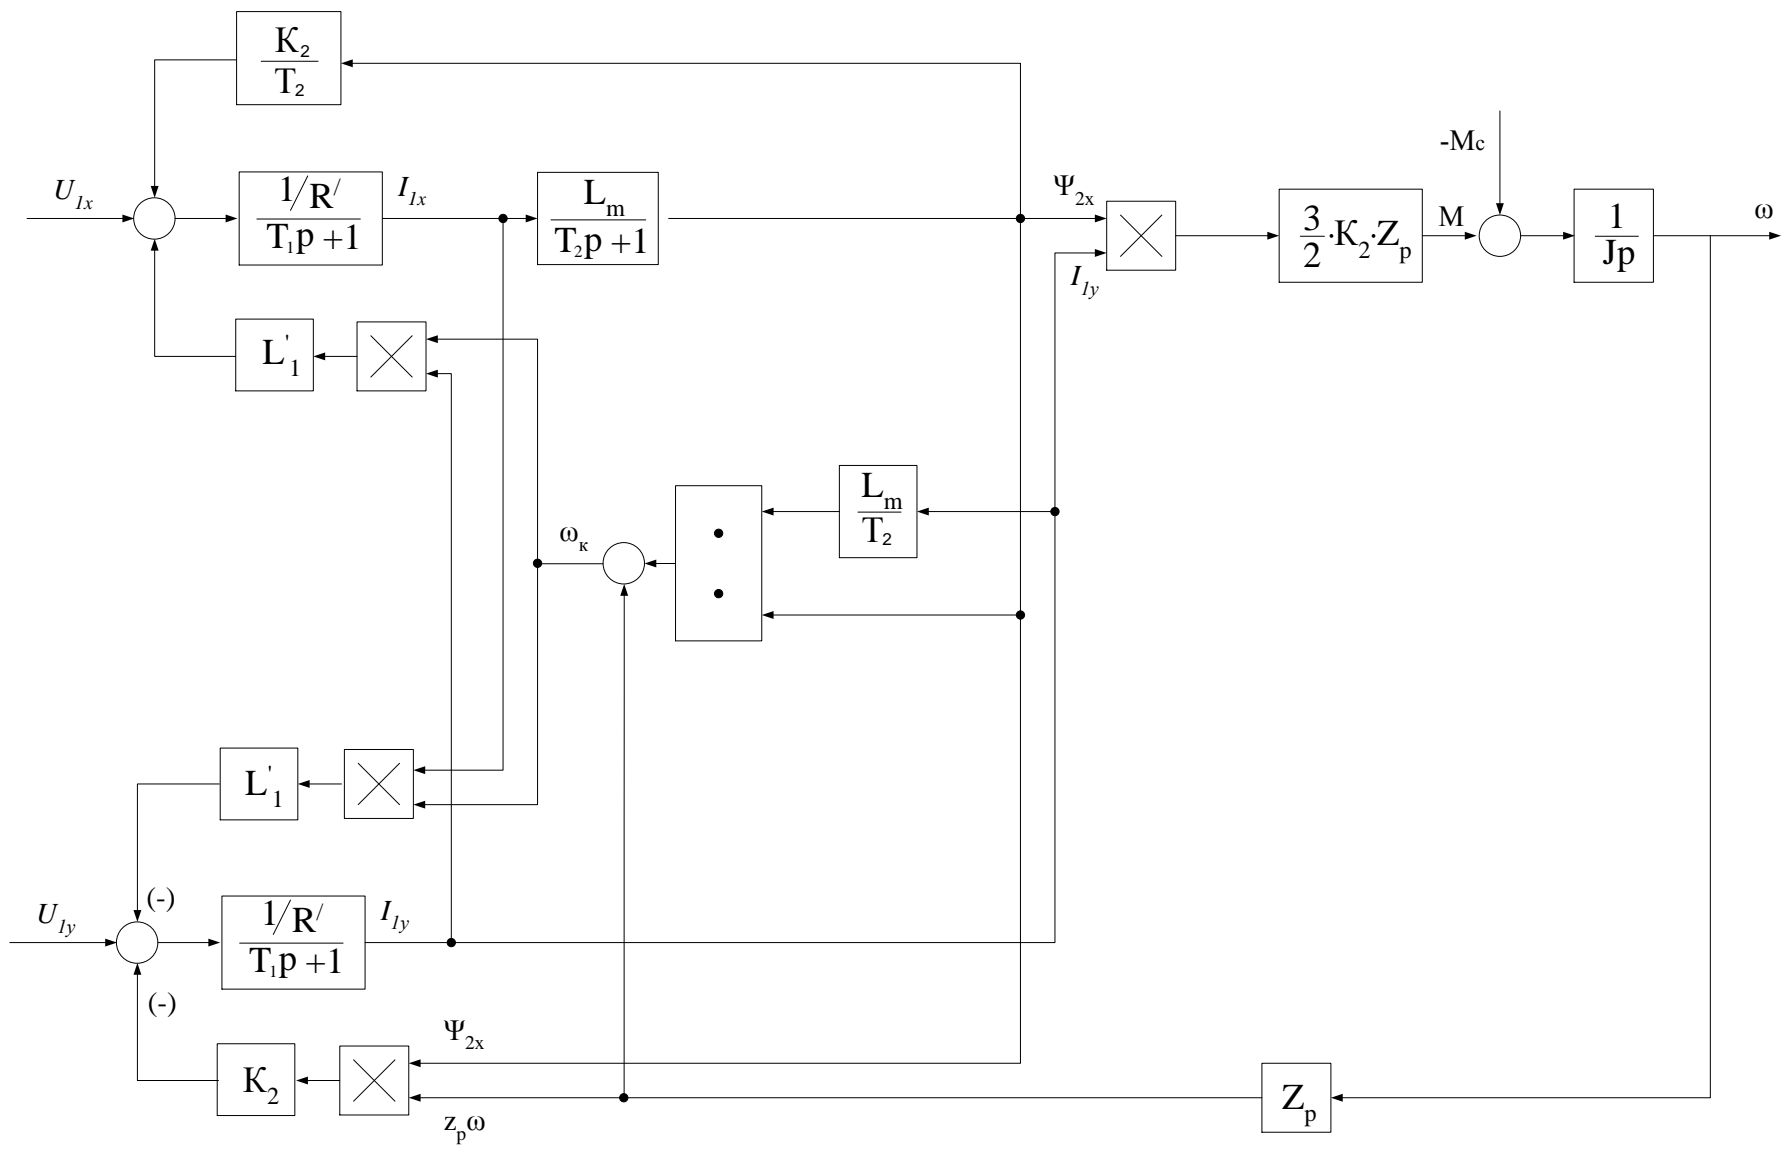 K₂
T₂
-Mc
U₁ₓ
1/R/
T₁p +1
I₁ₓ
Lₘ
T₂p +1
Ψ₂ₓ
I₁y
3
2 ·K₂·Zₚ
M
1
Jp
ω
L'₁
Lₘ
T₂
ωк
L'₁
(-)
U₁y
1/R/
T₁p +1
I₁y
(-)
Ψ₂ₓ
K₂
zₚω
Zₚ